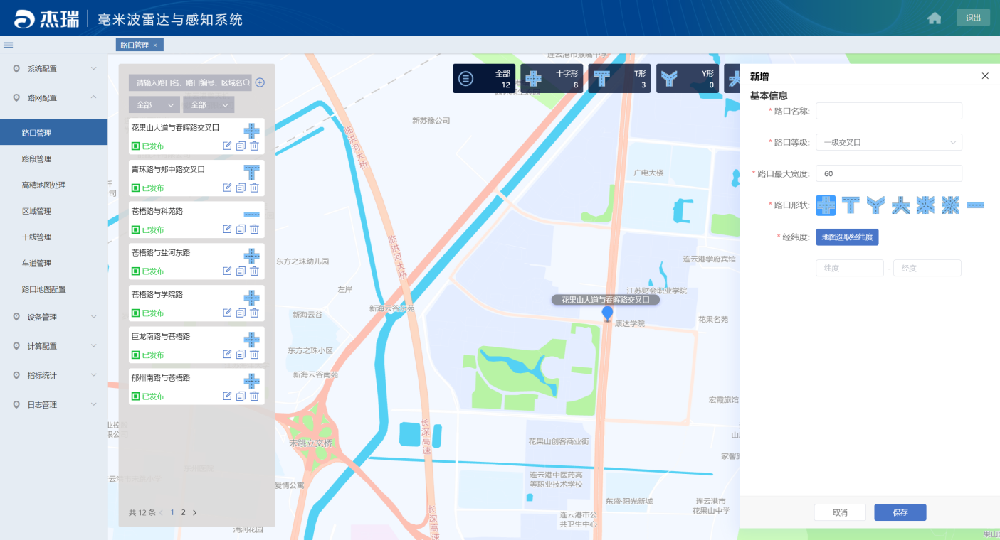 杰瑞
毫米波雷达与感知系统
退出
路口管理 ×
系统配置
路网配置
路口管理
路段管理
高精地图处理
区域管理
干线管理
车道管理
路口地图配置
设备管理
计算配置
指标统计
日志管理
请输入路口名、路口编号、区域名
全部
全部
花果山大道与春晖路交叉口
已发布
青环路与郑中路交叉口
已发布
苍梧路与科苑路
已发布
苍梧路与盐河东路
已发布
苍梧路与学院路
已发布
巨龙南路与苍梧路
已发布
郁州南路与苍梧路
已发布
共 12 条 < 1 2 >
全部
12
十字形
8
T形
3
Y形
0
新苏豫公司
临洪河大桥
广电大楼
临洪河大桥
东方之珠幼儿园
连云港学府宾馆
左岸
江苏财会职业学院
花果山大道与春晖路交叉口
新海云谷东苑
新海云谷
康达学院
花果名苑
东方之珠小区
新海云谷南苑
宏霞旅馆
长深高速
宋跳立交桥
花果山创客商业街
家馨
连云港中医药高
等职业技术学校
爱情公寓
东盛·阳光新城
连云港市
花果山中学
连云港市公
共卫生中心
长深高速
浦润花园
果山
新增
基本信息
* 路口名称:
* 路口等级:
一级交叉口
* 路口最大宽度:
60
* 路口形状:
* 经纬度:
地图选取经纬度
纬度
-
经度
取消
保存